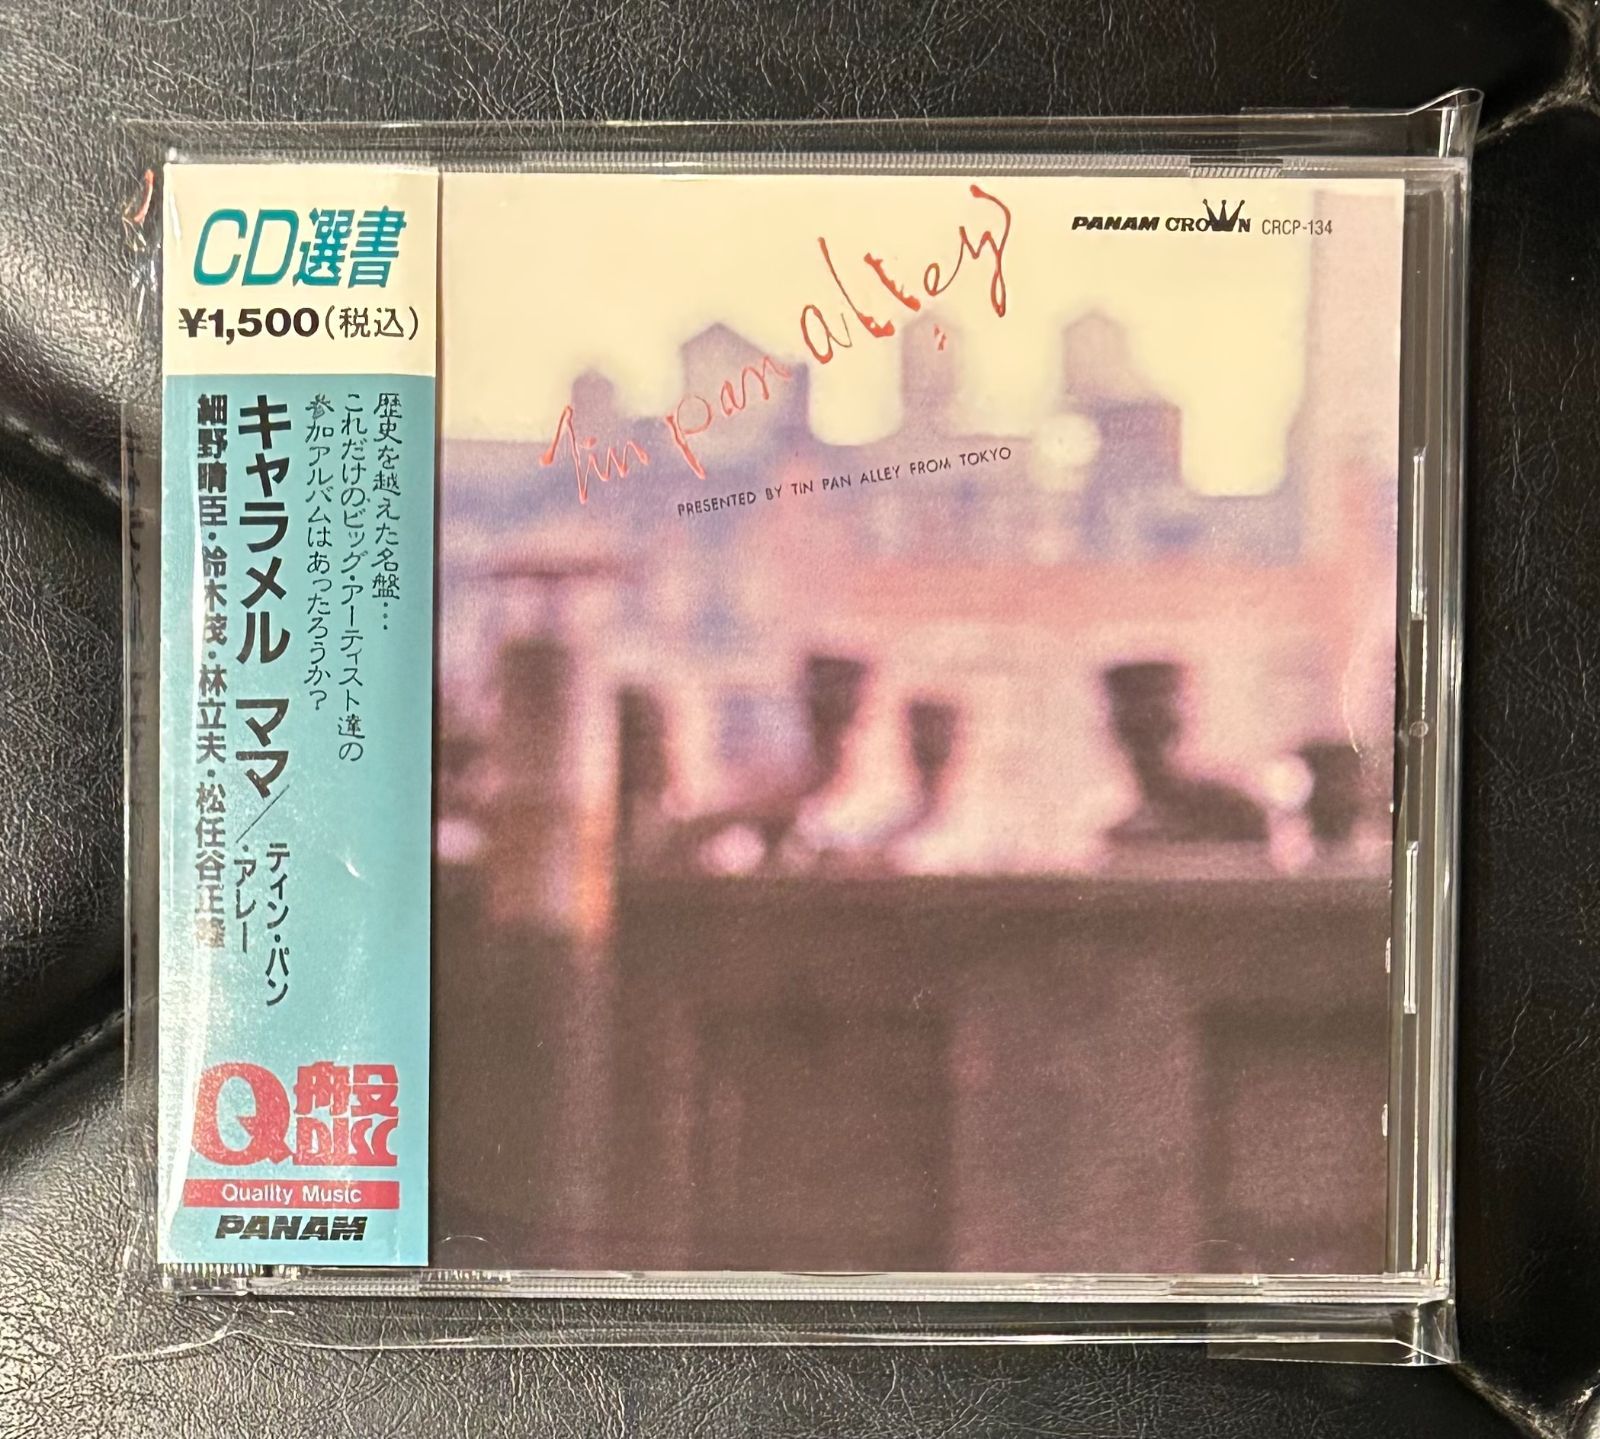 CD選書
¥1,500(税込)
歴史を越えた名盤…
これだけのビッグ・アーティスト達の
参加アルバムはあったろうか?
キャラメル ママ/ティン・パン
・アレー
細野晴臣・鈴木茂・林立夫・松任谷正隆
Q盤
DISC
Quality Music
PANAM
PANAM CROWN CRCP-134
Tin pan alley
PRESENTED BY TIN PAN ALLEY FROM TOKYO